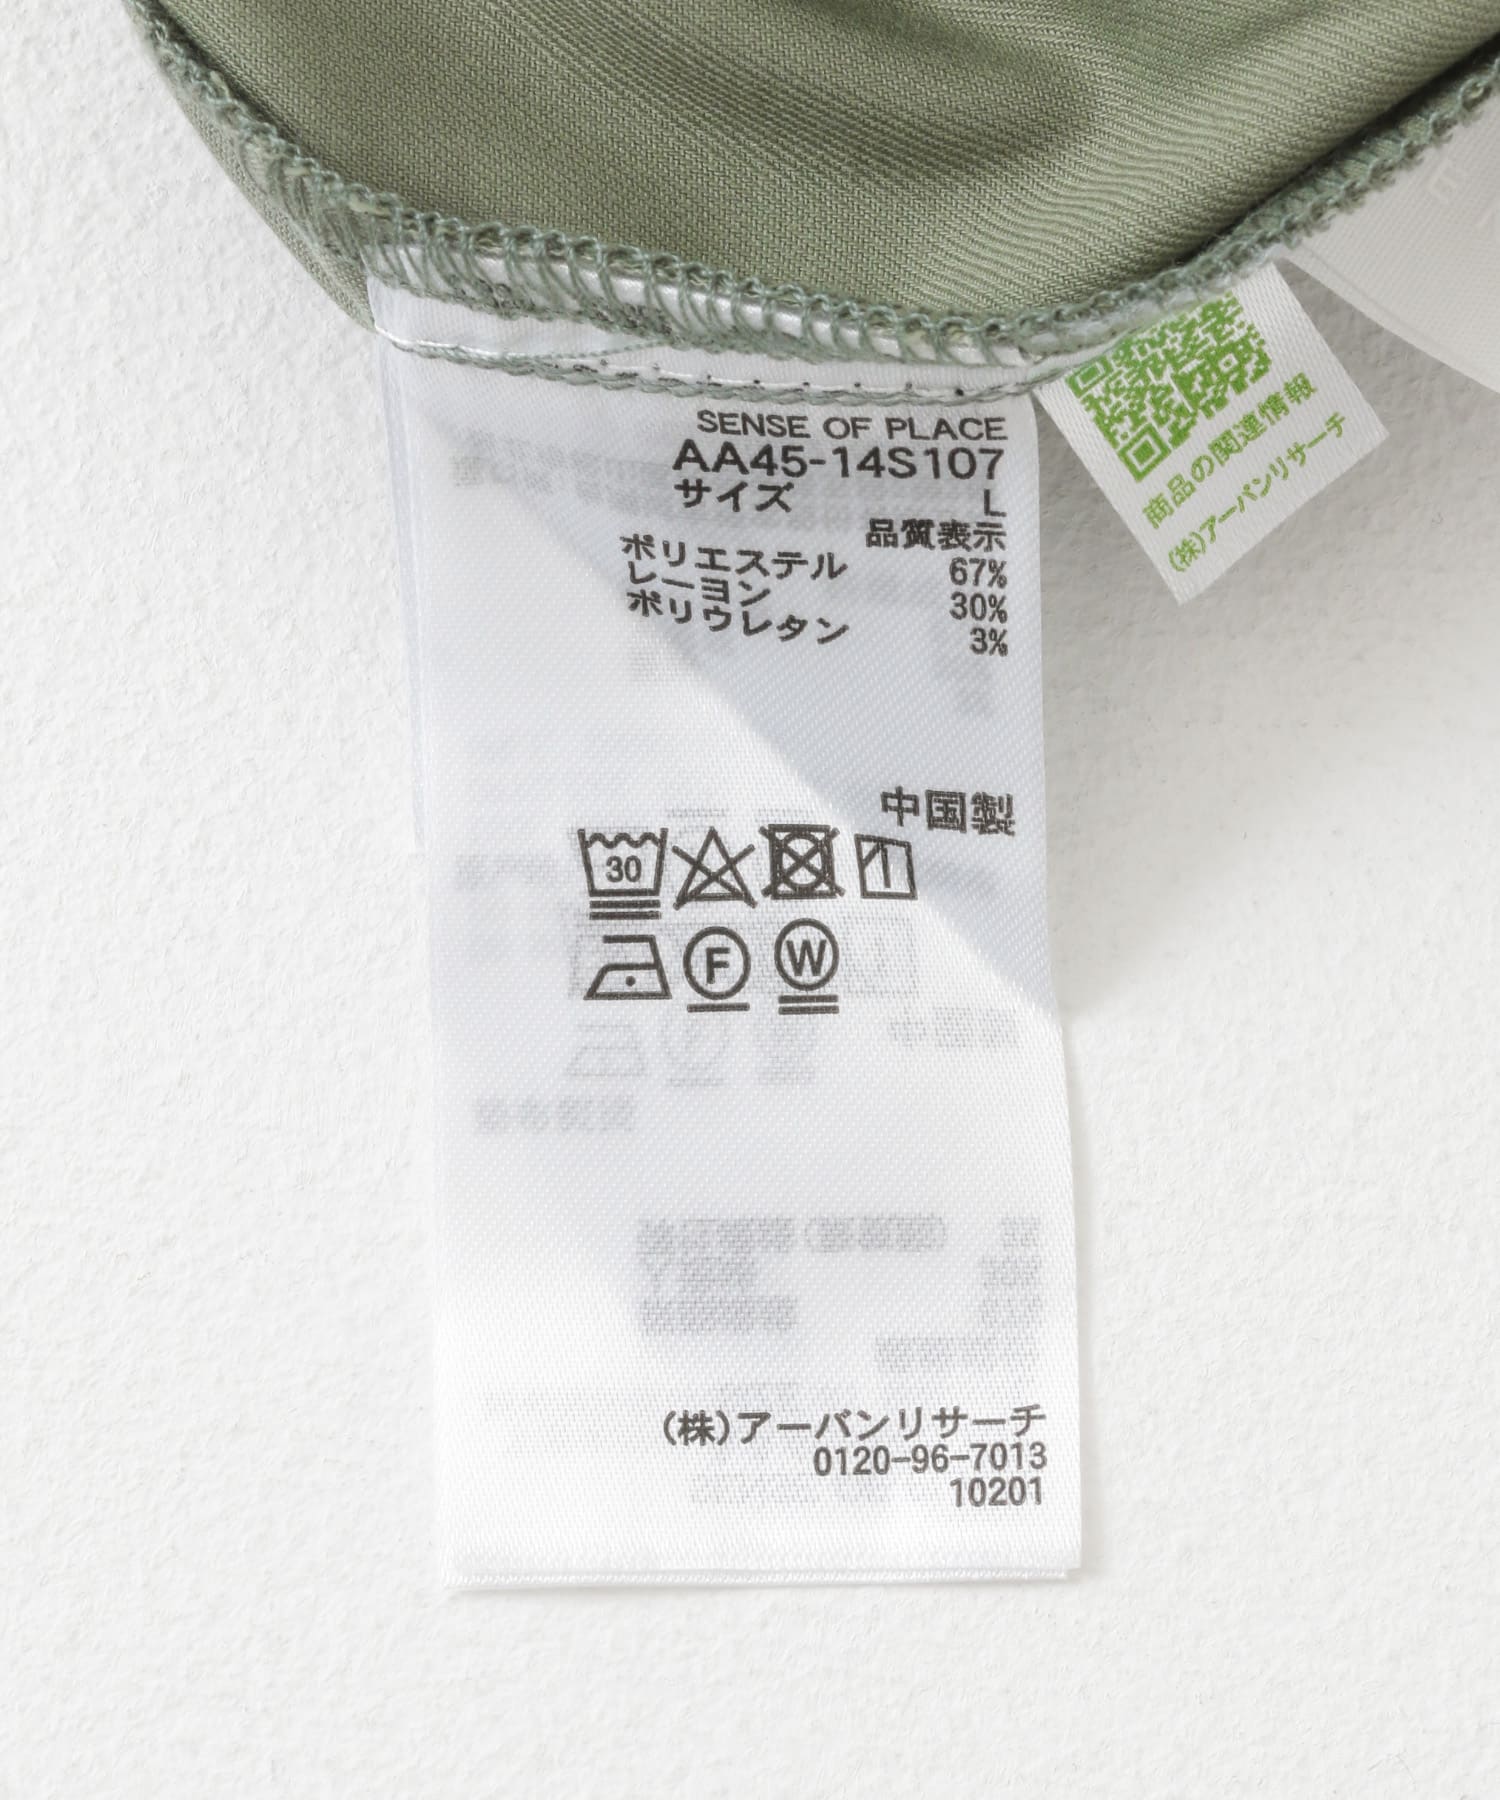 SENSE OF PLACE
AA45-14S107
サイズ L
品質表示
ポリエステル 67%
レーヨン 30%
ポリウレタン 3%
中国製
30
F W
(株)アーバンリサーチ
0120-96-7013
10201
商品の関連情報
(株)アーバンリサーチ